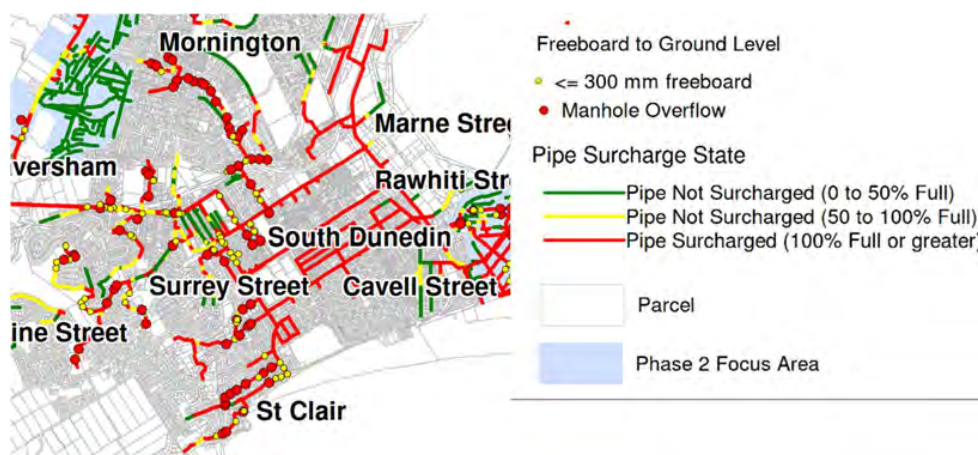 Mornington
Marne Stre
versham
Rawhiti Str
South Dunedin
Surrey Street
Cavell Street
ine Street
St Clair
Freeboard to Ground Level
<= 300 mm freeboard
Manhole Overflow
Pipe Surcharge State
Pipe Not Surcharged (0 to 50% Full)
Pipe Not Surcharged (50 to 100% Full)
Pipe Surcharged (100% Full or greater)
Parcel
Phase 2 Focus Area